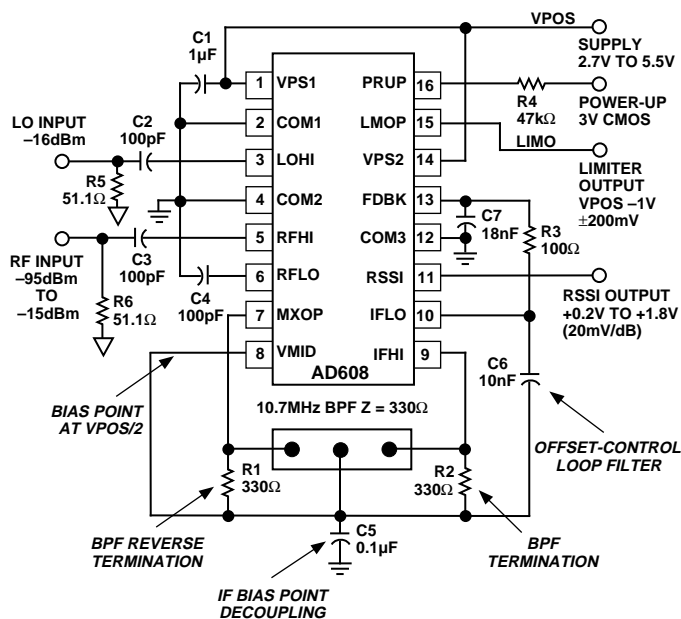 VPOS
C1
1µF
SUPPLY
2.7V TO 5.5V
1
VPS1
PRUP
16
R4
47kΩ
POWER-UP
3V CMOS
LO INPUT
–16dBm
C2
100pF
2
COM1
LMOP
15
LIMO
3
LOHI
VPS2
14
LIMITER
OUTPUT
VPOS –1V
±200mV
R5
51.1Ω
4
COM2
FDBK
13
C7
18nF
R3
100Ω
5
RFHI
COM3
12
RF INPUT
–95dBm
TO
–15dBm
C3
100pF
6
RFLO
RSSI
11
RSSI OUTPUT
+0.2V TO +1.8V
(20mV/dB)
C4
100pF
R6
51.1Ω
7
MXOP
IFLO
10
8
VMID
IFHI
9
C6
10nF
AD608
BIAS POINT
AT VPOS/2
10.7MHz BPF Z = 330Ω
OFFSET-CONTROL
LOOP FILTER
R1
330Ω
R2
330Ω
BPF REVERSE
TERMINATION
C5
0.1µF
BPF
TERMINATION
IF BIAS POINT
DECOUPLING